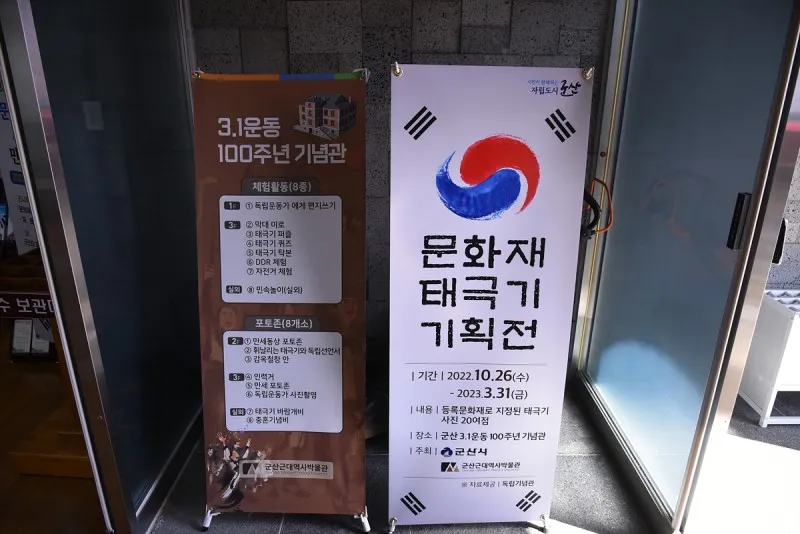 3.1운동
100주년 기념관
체험활동(8종)
1F ① 독립운동가 에게 편지쓰기
3F ② 막대 미로
③ 태극기 퍼즐
④ 태극기 퀴즈
⑤ 태극기 탁본
⑥ DDR 체험
⑦ 자전거 체험
실외 ⑧ 민속놀이(실외)
포토존(8개소)
2F ① 만세동상 포토존
② 휘날리는 태극기와 독립선언서
③ 감옥철창 안
3F ④ 인력거
⑤ 만세 포토존
⑥ 독립운동가 사진촬영
실외 ⑦ 태극기 바람개비
⑧ 충혼기념비
군산근대역사박물관
자립도시 군산
문화재
태극기
기획전
| 기간 | 2022.10.26(수)
- 2023.3.31(금)
| 내용 | 등록문화재로 지정된 태극기
사진 20여점
| 장소 | 군산 3.1운동 100주년 기념관
| 주최 | 군산시
군산근대역사박물관
※ 자료제공 | 독립기념관
수 보관